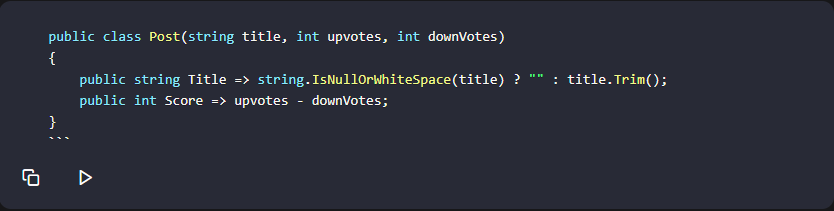 public class Post(string title, int upvotes, int downVotes)
{
    public string Title => string.IsNullOrWhiteSpace(title) ? "" : title.Trim();
    public int Score => upvotes - downVotes;
}
```